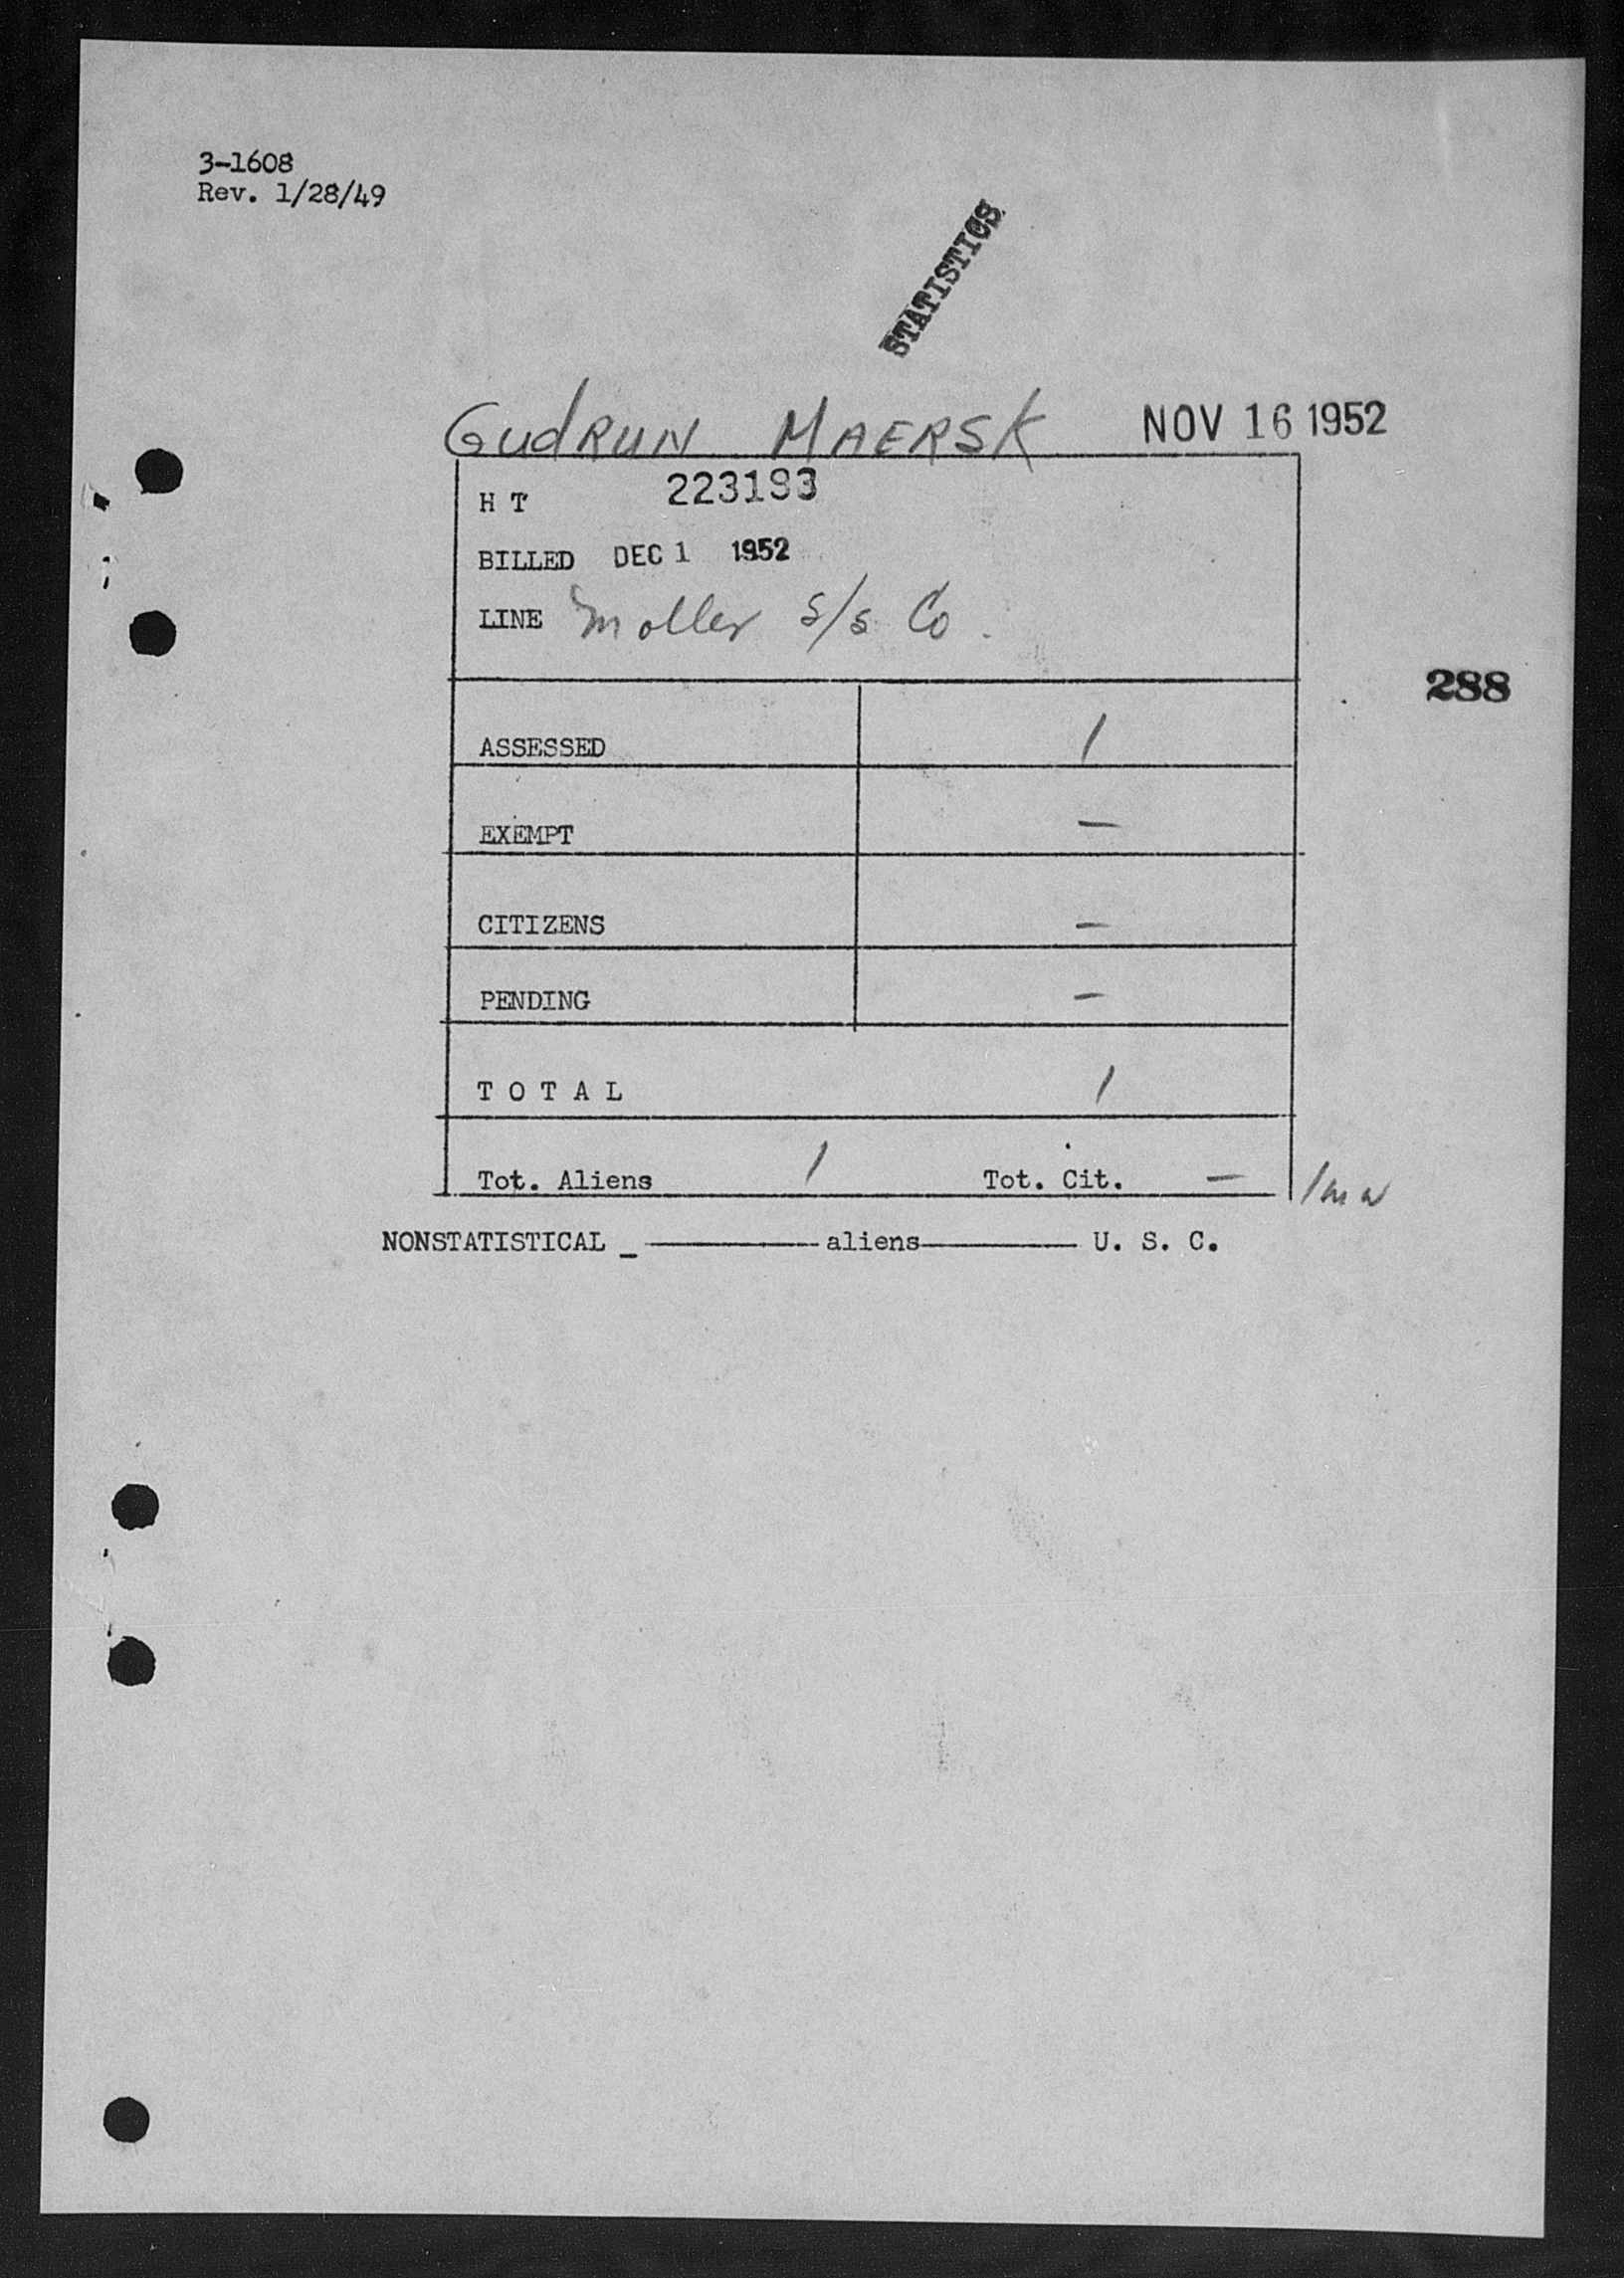 3-1608
Rev. 1/28/49
STATISTICS
GUDRUN MAERSK NOV 16 1952
H T 223193
BILLED DEC 1 1952
LINE Moller S/S Co.
288
ASSESSED 1
EXEMPT —
CITIZENS —
PENDING —
T O T A L 1
Tot. Aliens 1 Tot. Cit. —
NONSTATISTICAL _ ———— aliens ———— U. S. C.